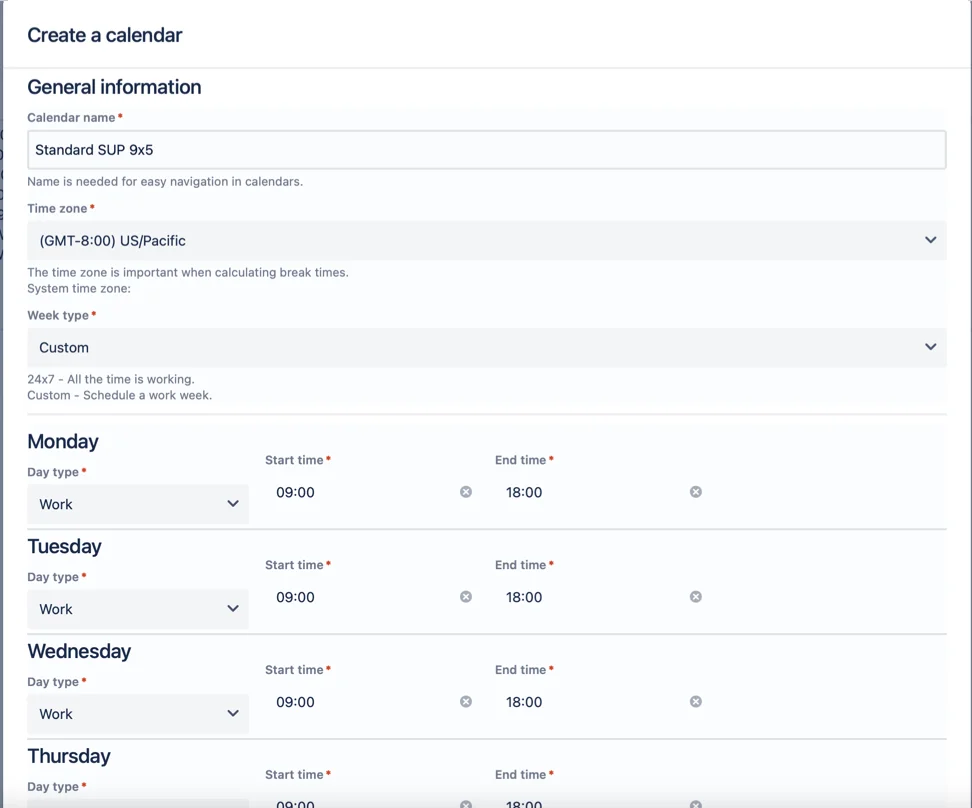 Create a calendar
General information
Calendar name*
Standard SUP 9x5
Name is needed for easy navigation in calendars.
Time zone*
(GMT-8:00) US/Pacific
The time zone is important when calculating break times.
System time zone:
Week type*
Custom
24x7 - All the time is working.
Custom - Schedule a work week.
Monday
Start time* End time*
Day type*
09:00 18:00
Work
Tuesday
Start time* End time*
Day type*
09:00 18:00
Work
Wednesday
Start time* End time*
Day type*
09:00 18:00
Work
Thursday
Start time* End time*
Day type*
09:00 18:00